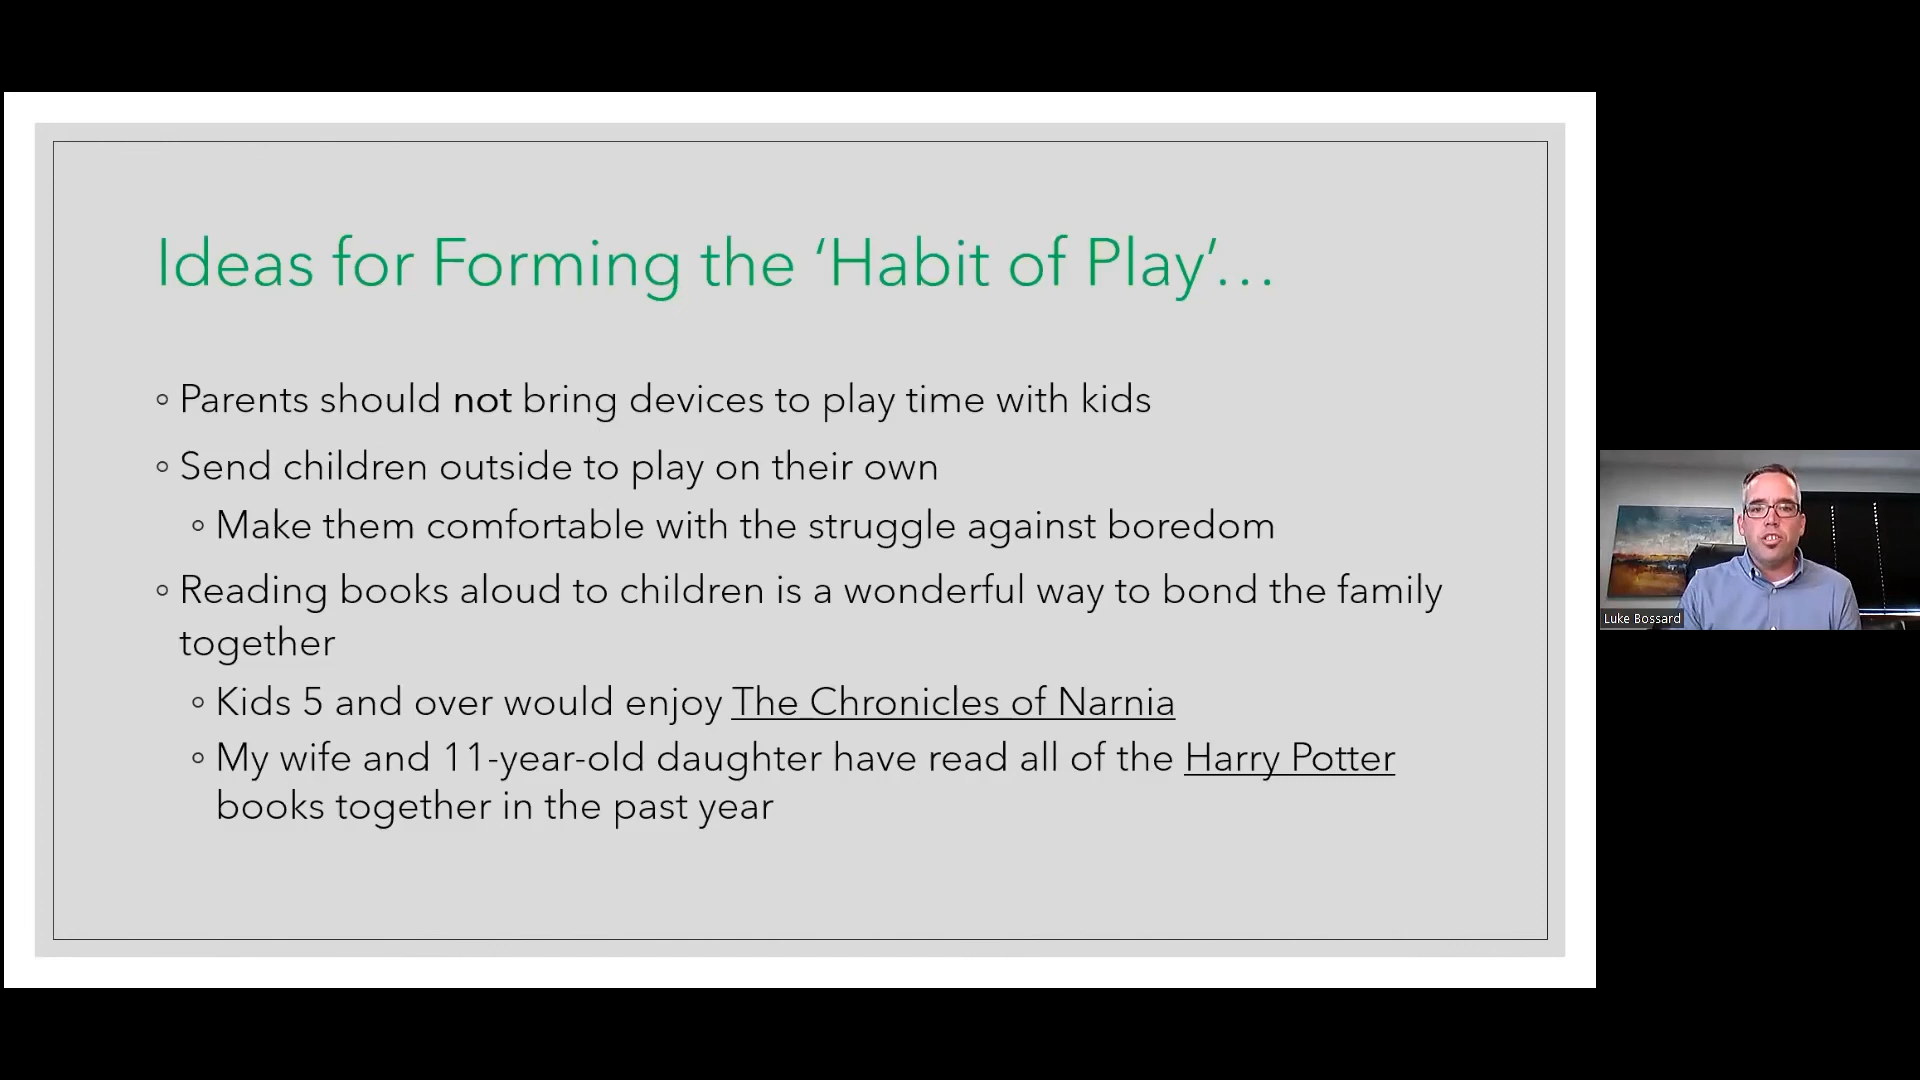 Ideas for Forming the ‘Habit of Play’…
◦ Parents should not bring devices to play time with kids
◦ Send children outside to play on their own
◦ Make them comfortable with the struggle against boredom
◦ Reading books aloud to children is a wonderful way to bond the family
together
◦ Kids 5 and over would enjoy The Chronicles of Narnia
◦ My wife and 11-year-old daughter have read all of the Harry Potter
books together in the past year
Luke Bossard